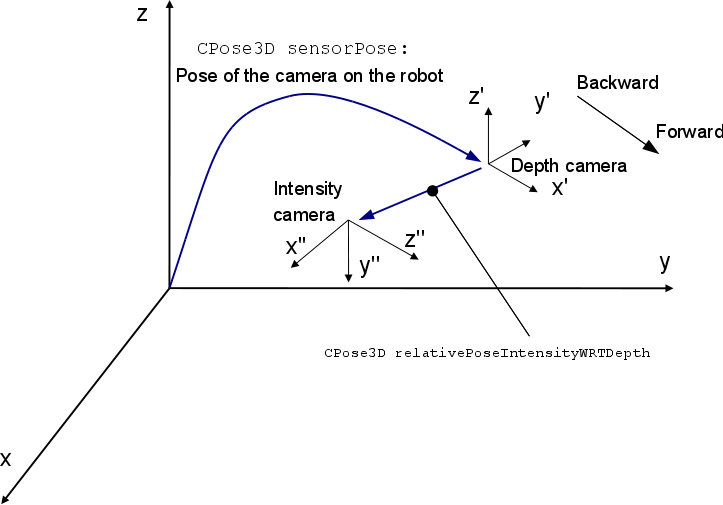 z
CPose3D sensorPose:
Pose of the camera on the robot
Backward
Forward
z'
y'
Depth camera
x'
Intensity
camera
x''
z''
y''
y
CPose3D relativePoseIntensityWRTDepth
x